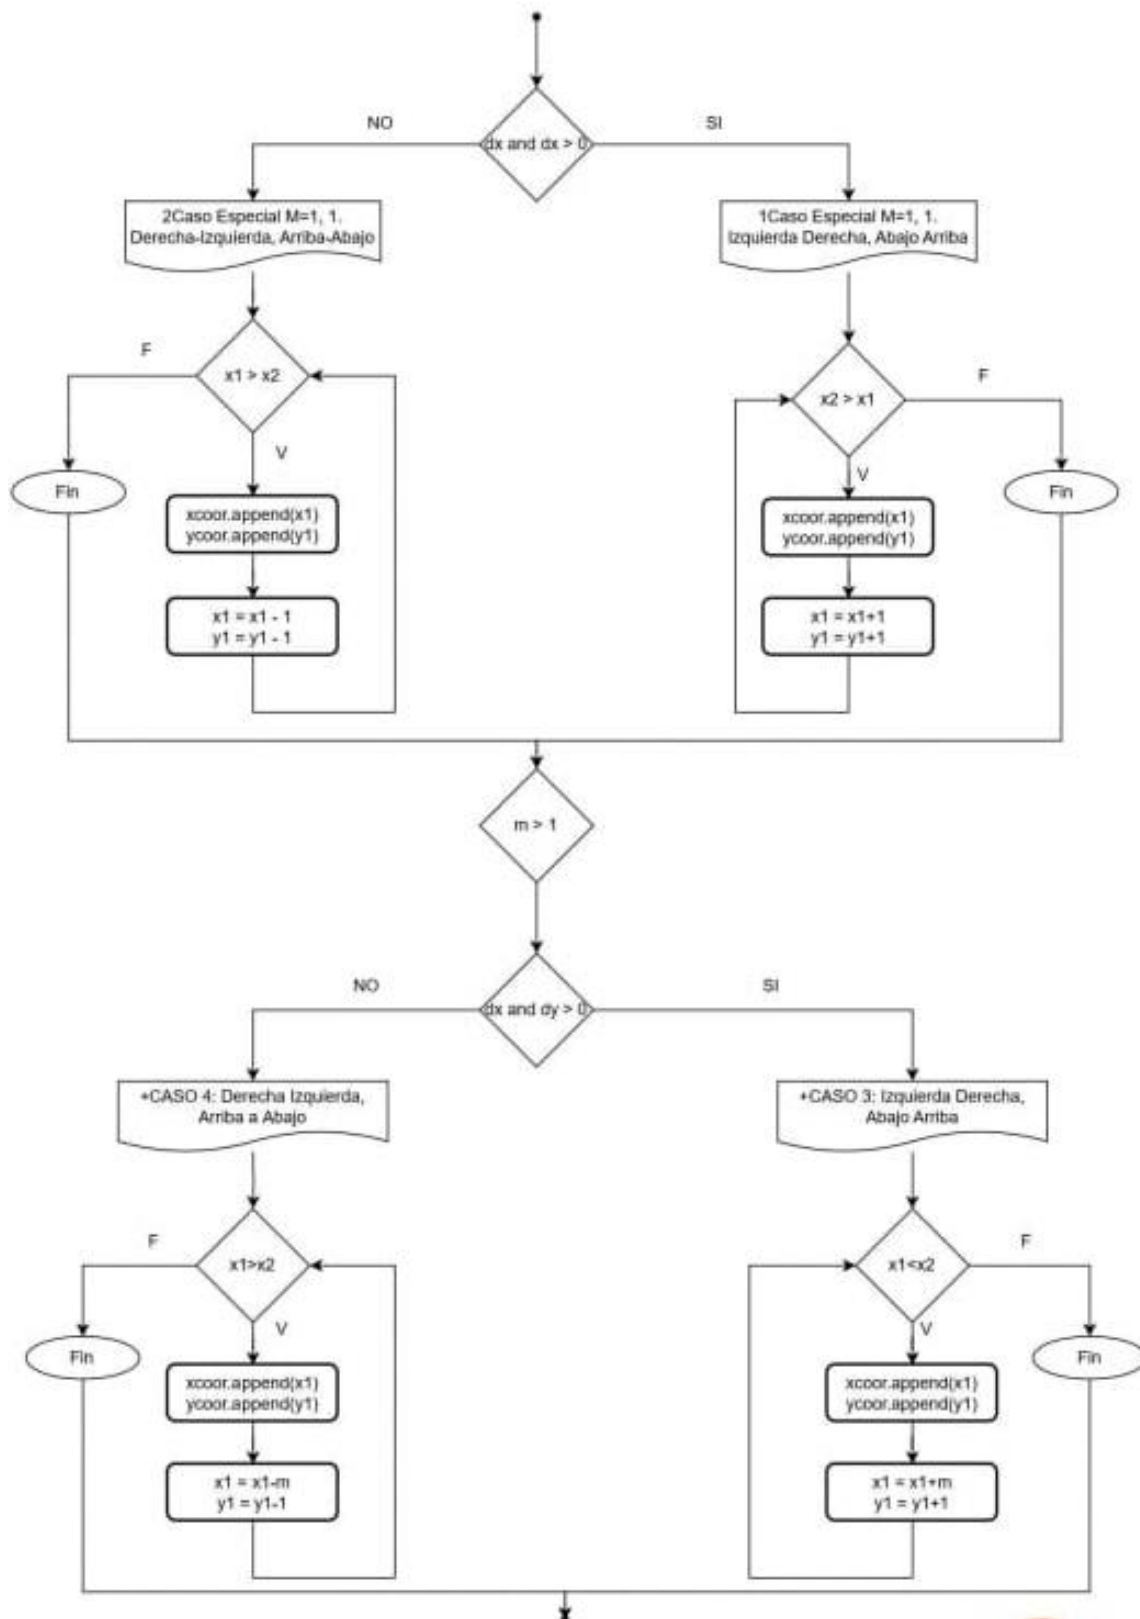 NO
SI
dx and dx > 0
2Caso Especial M=1, 1.
Derecha-Izquierda, Arriba-Abajo
1Caso Especial M=1, 1.
Izquierda Derecha, Abajo Arriba
F
x1 > x2
V
Fin
xcoor.append(x1)
ycoor.append(y1)
x1 = x1 - 1
y1 = y1 - 1
x2 > x1
F
V
Fin
xcoor.append(x1)
ycoor.append(y1)
x1 = x1+1
y1 = y1+1
m > 1
NO
SI
dx and dy > 0
+CASO 4: Derecha Izquierda,
Arriba a Abajo
+CASO 3: Izquierda Derecha,
Abajo Arriba
F
x1>x2
V
Fin
xcoor.append(x1)
ycoor.append(y1)
x1 = x1-m
y1 = y1-1
x1<x2
F
V
Fin
xcoor.append(x1)
ycoor.append(y1)
x1 = x1+m
y1 = y1+1